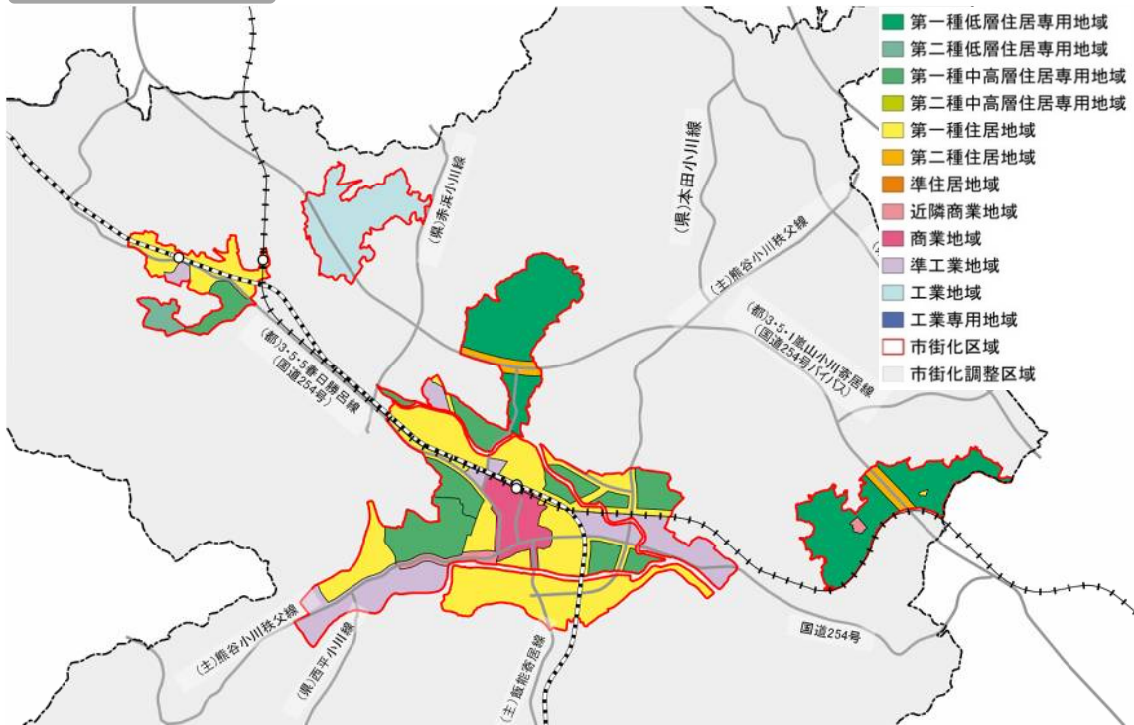 第一種低層住居専用地域
第二種低層住居専用地域
第一種中高層住居専用地域
第二種中高層住居専用地域
第一種住居地域
第二種住居地域
準住居地域
近隣商業地域
商業地域
準工業地域
工業地域
工業専用地域
市街化区域
市街化調整区域
(県)赤浜小川線
(県)本田小川線
(主)熊谷小川秩父線
(都)3・5・1嵐山小川寄居線
(国道254号バイパス)
(都)3・5・5春日勝呂線
(国道254号)
(主)熊谷小川秩父線
(県)西平小川線
(主)飯能寄居線
国道254号